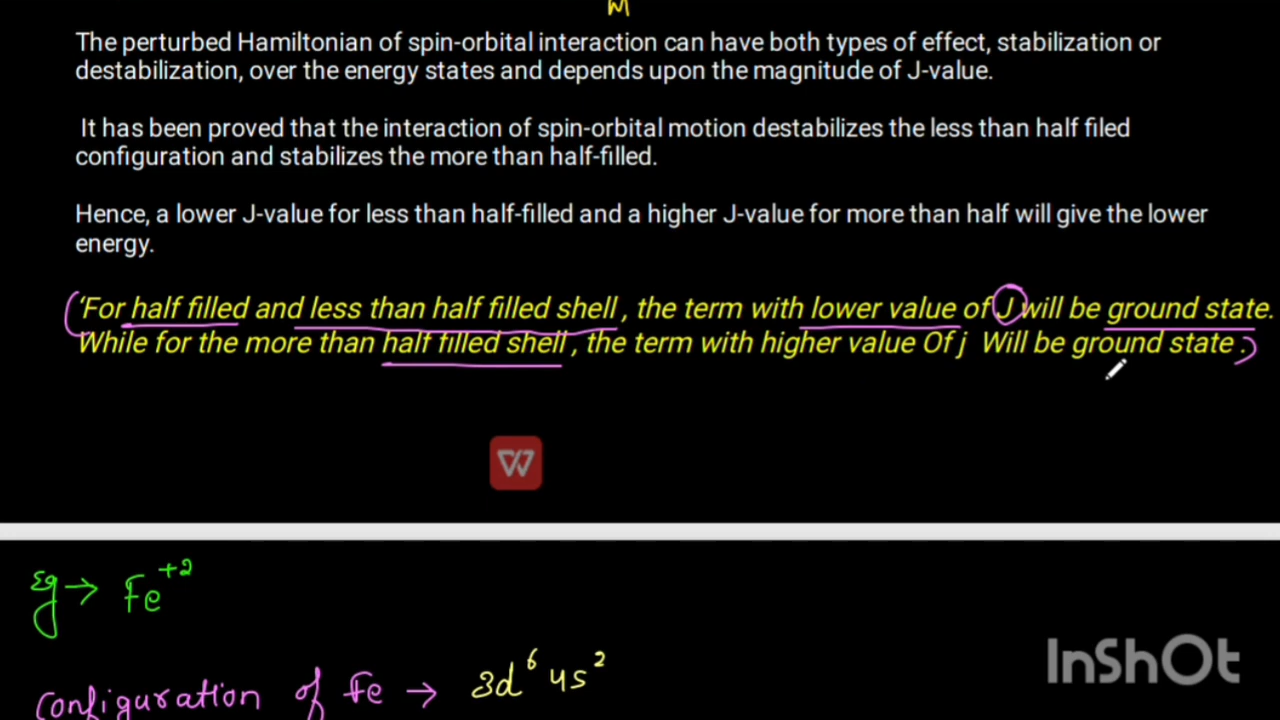 M
The perturbed Hamiltonian of spin-orbital interaction can have both types of effect, stabilization or
destabilization, over the energy states and depends upon the magnitude of J-value.
It has been proved that the interaction of spin-orbital motion destabilizes the less than half filed
configuration and stabilizes the more than half-filled.
Hence, a lower J-value for less than half-filled and a higher J-value for more than half will give the lower
energy.
(‘For half filled and less than half filled shell , the term with lower value of J will be ground state.
While for the more than half filled shell , the term with higher value Of j Will be ground state .)
W
Eg → Fe+2
Configuration of Fe → 3d6 4s2
InShOt